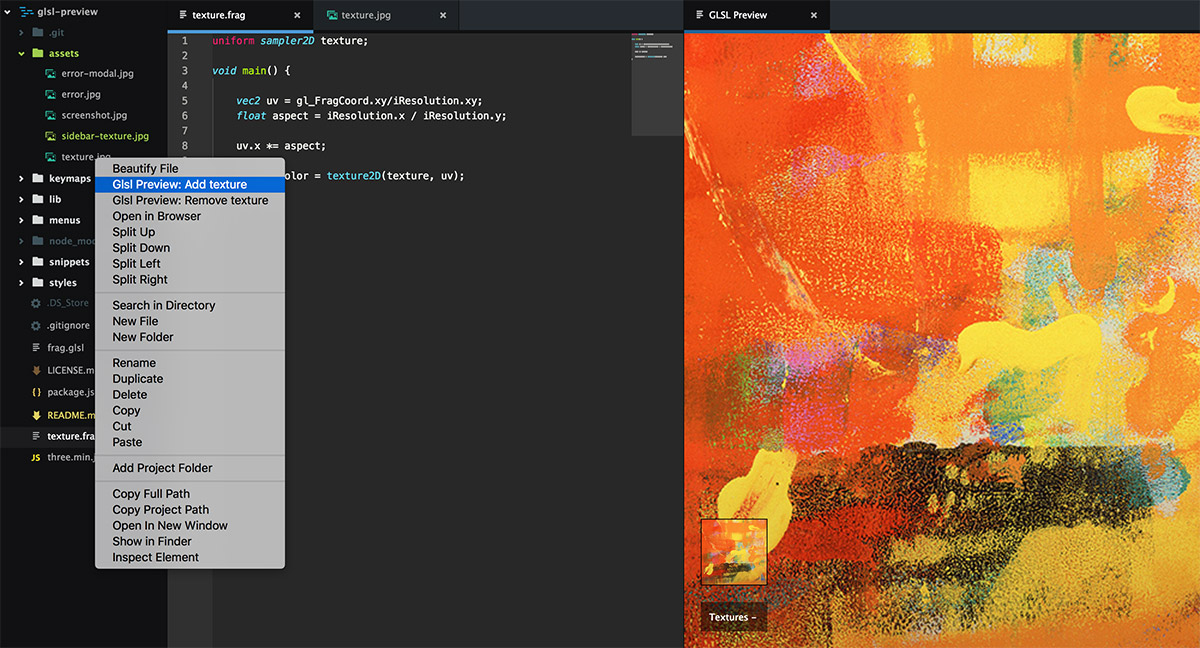 glsl-preview
.git
assets
error-modal.jpg
error.jpg
screenshot.jpg
sidebar-texture.jpg
texture.jpg
keymaps
lib
menus
node_mo
snippets
styles
.DS_Store
.gitignore
frag.glsl
LICENSE.m
package.js
README.m
texture.fra
JS three.min.j
Beautify File
Glsl Preview: Add texture
Glsl Preview: Remove texture
Open in Browser
Split Up
Split Down
Split Left
Split Right
Search in Directory
New File
New Folder
Rename
Duplicate
Delete
Copy
Cut
Paste
Add Project Folder
Copy Full Path
Copy Project Path
Open In New Window
Show in Finder
Inspect Element
texture.frag
texture.jpg
1 uniform sampler2D texture;
2
3 void main() {
4
5 vec2 uv = gl_FragCoord.xy/iResolution.xy;
6 float aspect = iResolution.x / iResolution.y;
7
8 uv.x *= aspect;
olor = texture2D(texture, uv);
GLSL Preview
Textures –